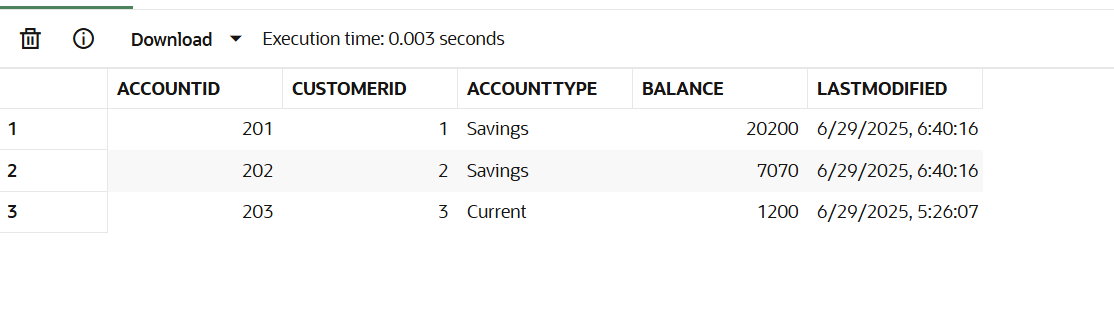 Download Execution time: 0.003 seconds
ACCOUNTID CUSTOMERID ACCOUNTTYPE BALANCE LASTMODIFIED
1 201 1 Savings 20200 6/29/2025, 6:40:16
2 202 2 Savings 7070 6/29/2025, 6:40:16
3 203 3 Current 1200 6/29/2025, 5:26:07